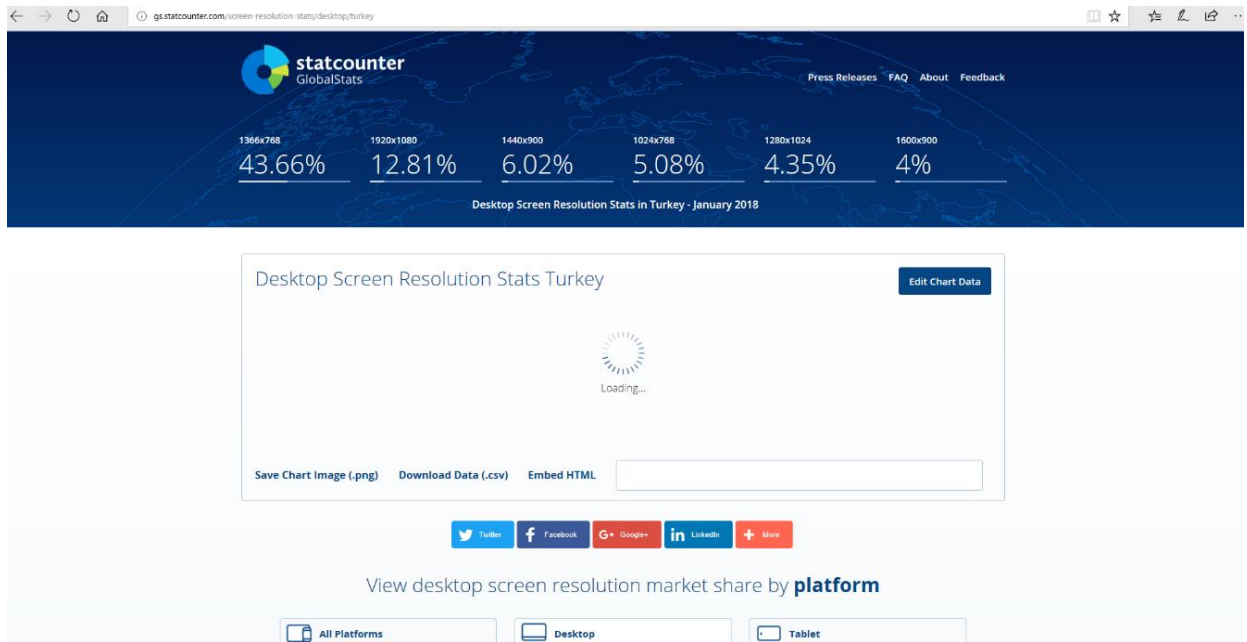 gs.statcounter.com/screen-resolution-stats/desktop/turkey
statcounter
GlobalStats
Press Releases FAQ About Feedback
1366x768 1920x1080 1440x900 1024x768 1280x1024 1600x900
43.66% 12.81% 6.02% 5.08% 4.35% 4%
Desktop Screen Resolution Stats in Turkey - January 2018
Desktop Screen Resolution Stats Turkey
Edit Chart Data
Loading...
Save Chart Image (.png) Download Data (.csv) Embed HTML
Twitter Facebook G+ Google+ in LinkedIn More
View desktop screen resolution market share by platform
All Platforms Desktop Tablet